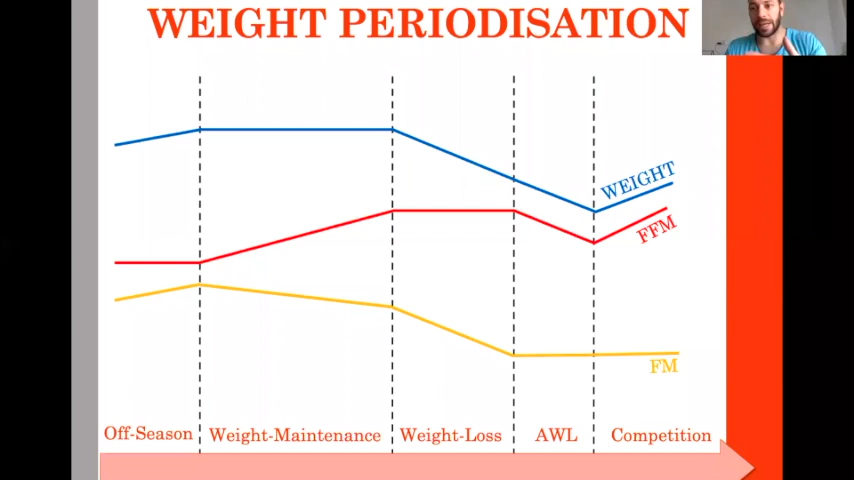 WEIGHT PERIODISATION
WEIGHT
FFM
FM
Off-Season
Weight-Maintenance
Weight-Loss
AWL
Competition